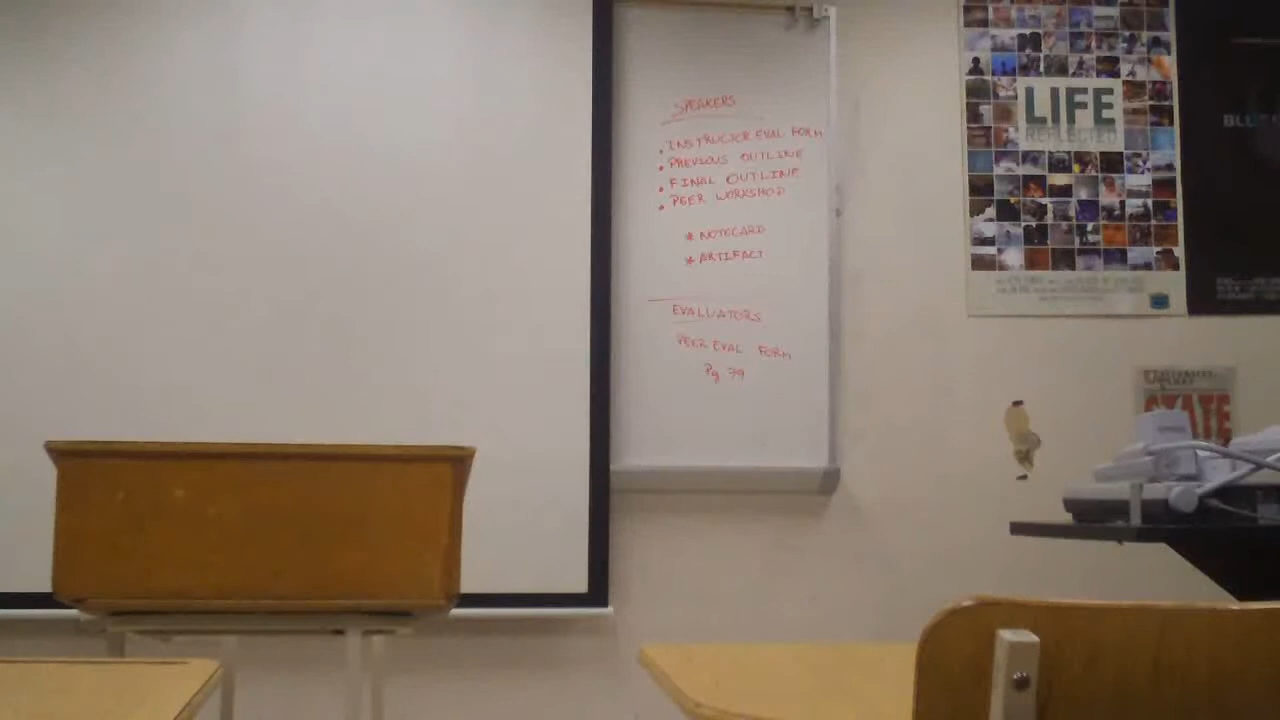 SPEAKERS
• INSTRUCTOR EVAL FORM
• PREVIOUS OUTLINE
• FINAL OUTLINE
• PEER WORKSHOP
* NOTECARD
* ARTIFACT
EVALUATORS
PEER EVAL FORM
Pg 79
LIFE
REFLECTED
STATE